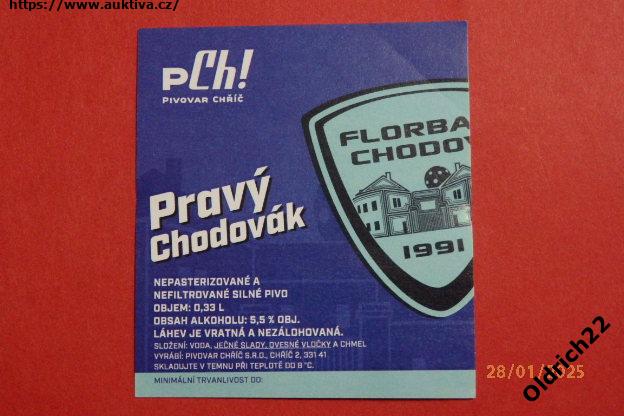 https://www.auktiva.cz/
PCh!
PIVOVAR CHŘÍČ
FLORBA
CHODOV
1991
Pravý
Chodovák
NEPASTERIZOVANÉ A
NEFILTROVANÉ SILNÉ PIVO
OBJEM: 0,33 L
OBSAH ALKOHOLU: 5,5 % OBJ.
LÁHEV JE VRATNÁ A NEZÁLOHOVANÁ.
SLOŽENÍ: VODA, JEČNÉ SLADY, OVESNÉ VLOČKY A CHMEL
VYRÁBÍ: PIVOVAR CHŘÍČ S.R.O., CHŘÍČ 2, 331 41
SKLADUJTE V TEMNU PŘI TEPLOTĚ DO 8 °C.
MINIMÁLNÍ TRVANLIVOST DO:
28/01/2025
Oldrich22